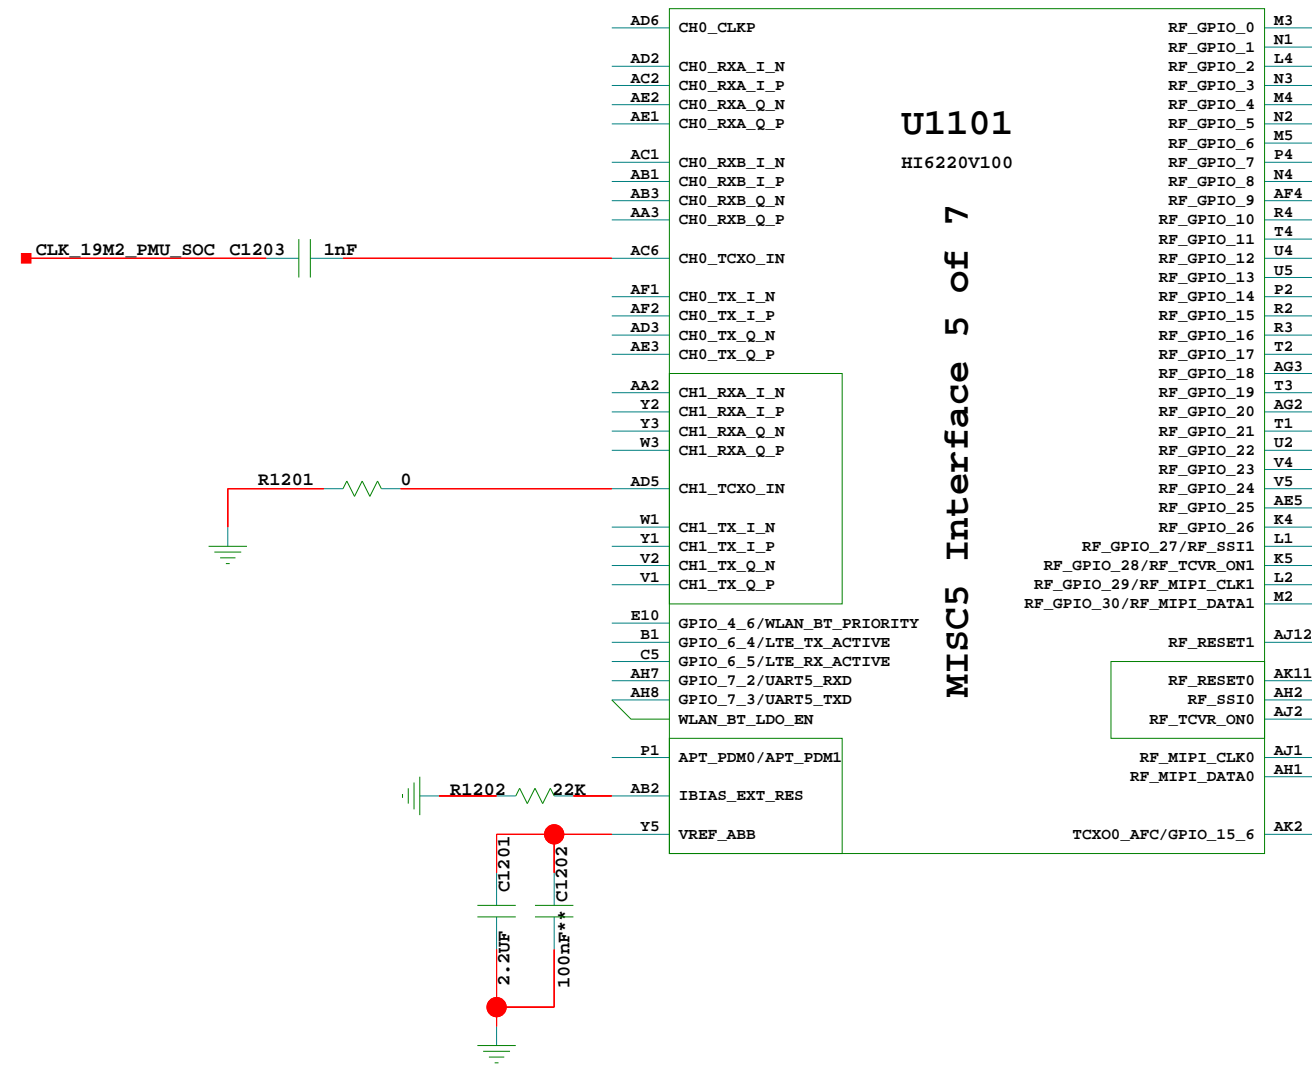 AD6 CH0_CLKP
AD2 CH0_RXA_I_N
AC2 CH0_RXA_I_P
AE2 CH0_RXA_Q_N
AE1 CH0_RXA_Q_P
AC1 CH0_RXB_I_N
AB1 CH0_RXB_I_P
AB3 CH0_RXB_Q_N
AA3 CH0_RXB_Q_P
CLK_19M2_PMU_SOC C1203 1nF
AC6 CH0_TCXO_IN
AF1 CH0_TX_I_N
AF2 CH0_TX_I_P
AD3 CH0_TX_Q_N
AE3 CH0_TX_Q_P
AA2 CH1_RXA_I_N
Y2 CH1_RXA_I_P
Y3 CH1_RXA_Q_N
W3 CH1_RXA_Q_P
R1201 0
AD5 CH1_TCXO_IN
W1 CH1_TX_I_N
Y1 CH1_TX_I_P
V2 CH1_TX_Q_N
V1 CH1_TX_Q_P
E10 GPIO_4_6/WLAN_BT_PRIORITY
B1 GPIO_6_4/LTE_TX_ACTIVE
C5 GPIO_6_5/LTE_RX_ACTIVE
AH7 GPIO_7_2/UART5_RXD
AH8 GPIO_7_3/UART5_TXD
WLAN_BT_LDO_EN
P1 APT_PDM0/APT_PDM1
R1202 22K
AB2 IBIAS_EXT_RES
Y5 VREF_ABB
C1201
2.2UF
C1202
100nF**
U1101
HI6220V100
MISC5 Interface 5 of 7
RF_GPIO_0 M3
RF_GPIO_1 N1
RF_GPIO_2 L4
RF_GPIO_3 N3
RF_GPIO_4 M4
RF_GPIO_5 N2
RF_GPIO_6 M5
RF_GPIO_7 P4
RF_GPIO_8 N4
RF_GPIO_9 AF4
RF_GPIO_10 R4
RF_GPIO_11 T4
RF_GPIO_12 U4
RF_GPIO_13 U5
RF_GPIO_14 P2
RF_GPIO_15 R2
RF_GPIO_16 R3
RF_GPIO_17 T2
RF_GPIO_18 AG3
RF_GPIO_19 T3
RF_GPIO_20 AG2
RF_GPIO_21 T1
RF_GPIO_22 U2
RF_GPIO_23 V4
RF_GPIO_24 V5
RF_GPIO_25 AE5
RF_GPIO_26 K4
RF_GPIO_27/RF_SSI1 L1
RF_GPIO_28/RF_TCVR_ON1 K5
RF_GPIO_29/RF_MIPI_CLK1 L2
RF_GPIO_30/RF_MIPI_DATA1 M2
RF_RESET1 AJ12
RF_RESET0 AK11
RF_SSI0 AH2
RF_TCVR_ON0 AJ2
RF_MIPI_CLK0 AJ1
RF_MIPI_DATA0 AH1
TCXO0_AFC/GPIO_15_6 AK2